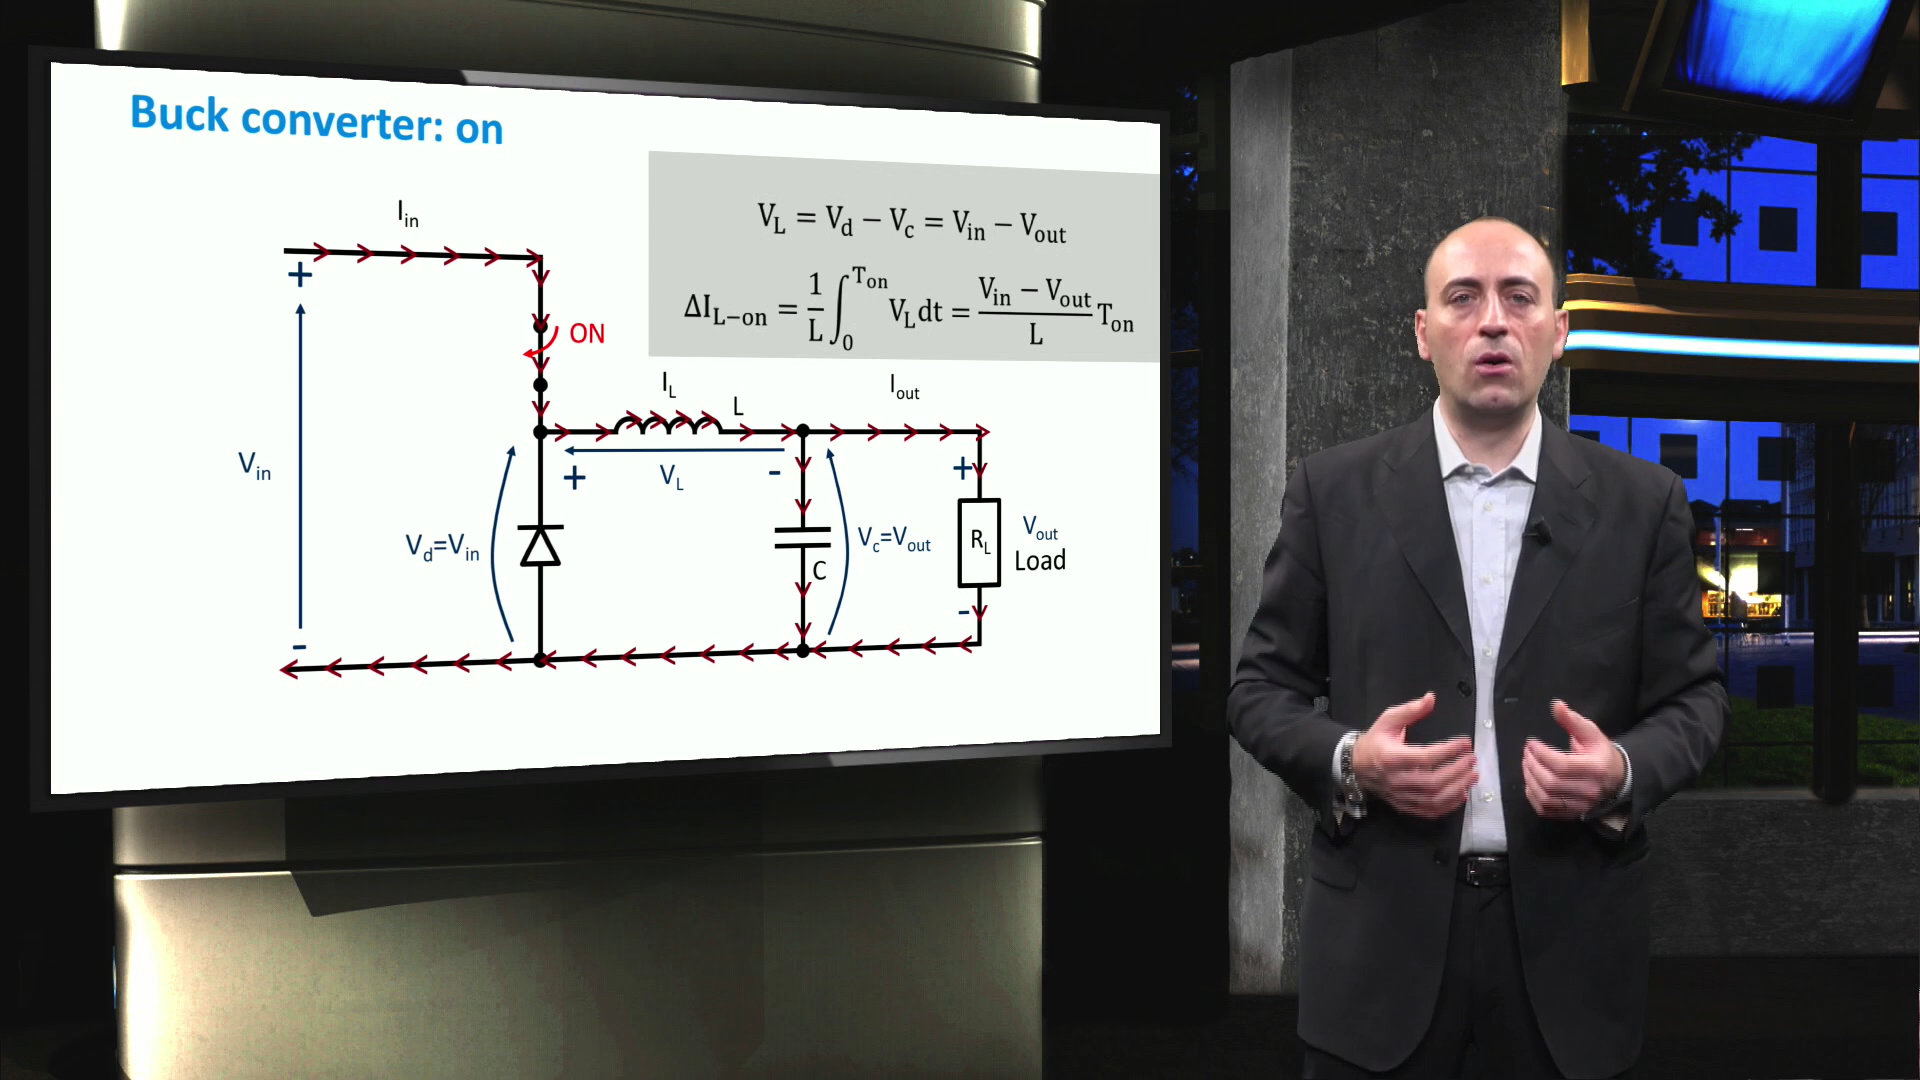 Buck converter: on
V_L = V_d − V_c = V_in − V_out
ΔI_L−on = 1/L ∫_0^T_on V_L dt = (V_in − V_out)/L T_on
I_in
+
ON
I_L
L
I_out
V_in
+
V_L
-
+
V_d=V_in
V_c=V_out
R_L
V_out
Load
C
-
-